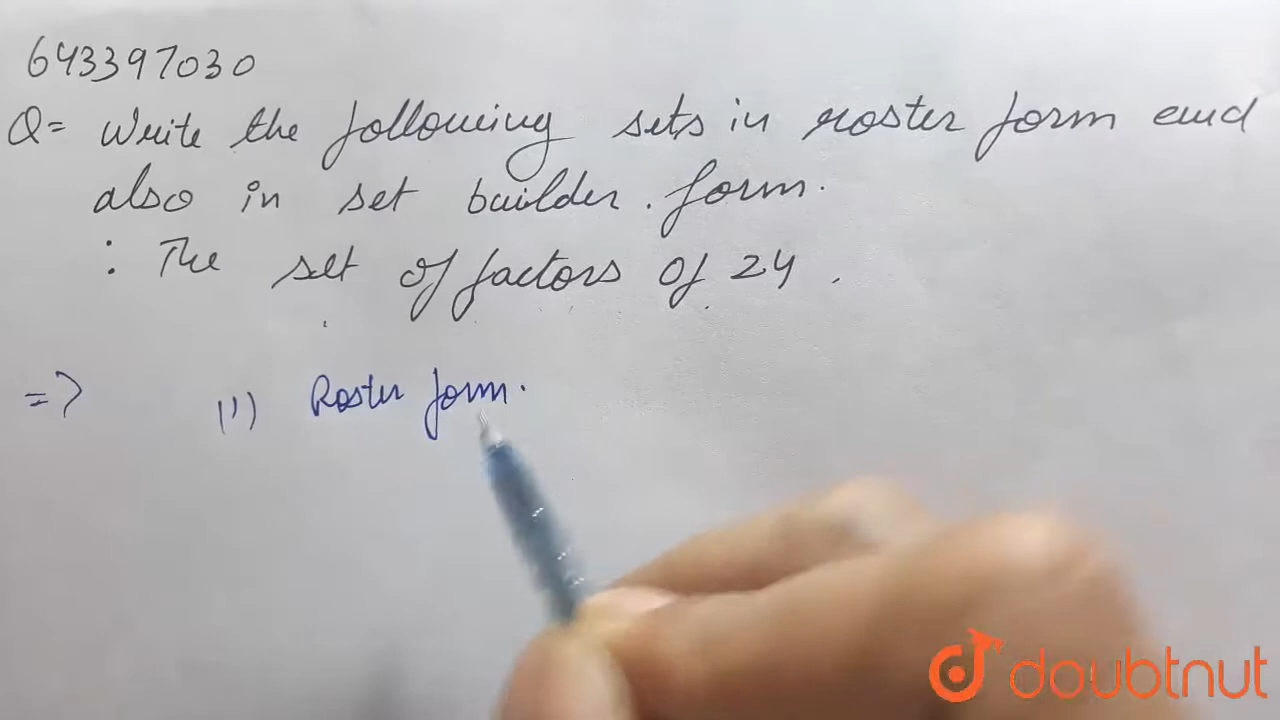 643397030
Q= Write the following sets in roster form and
also in set builder. form.
: The set of factors of 24.
=> (i) Roster form.
doubtnut